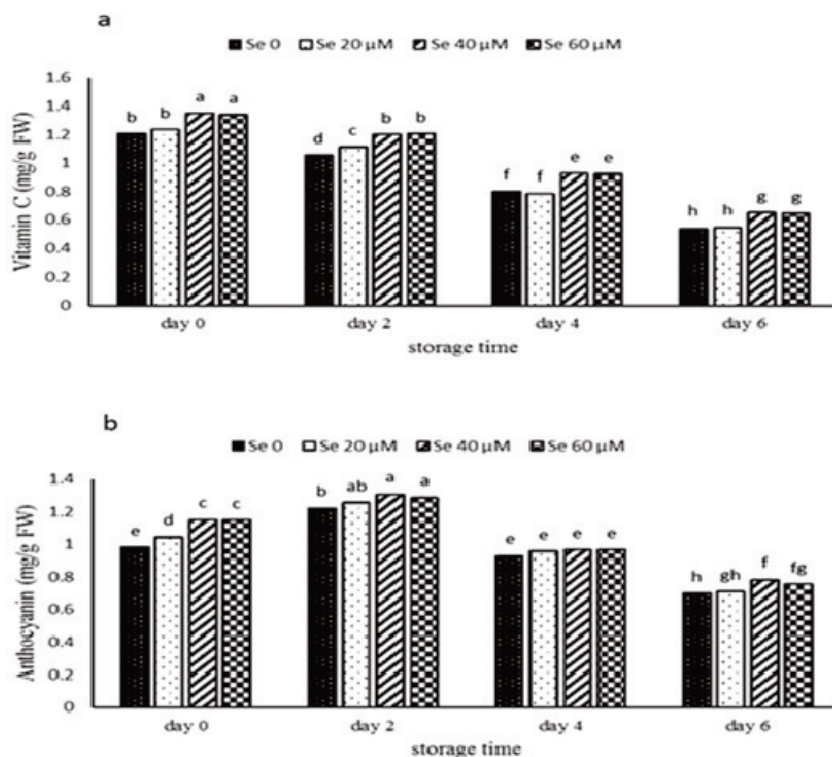 a
Se 0 Se 20 µM Se 40 µM Se 60 µM
Vitamin C (mg/g FW)
1.6
1.4
1.2
1
0.8
0.6
0.4
0.2
0
b b a a
d c b b
f f e e
h h g g
day 0 day 2 day 4 day 6
storage time
b
Se 0 Se 20 µM Se 40 µM Se 60 µM
Anthocyanin (mg/g FW)
1.4
1.2
1
0.8
0.6
0.4
0.2
0
e d c c
b ab a a
e e e e
h gh f fg
day 0 day 2 day 4 day 6
storage time